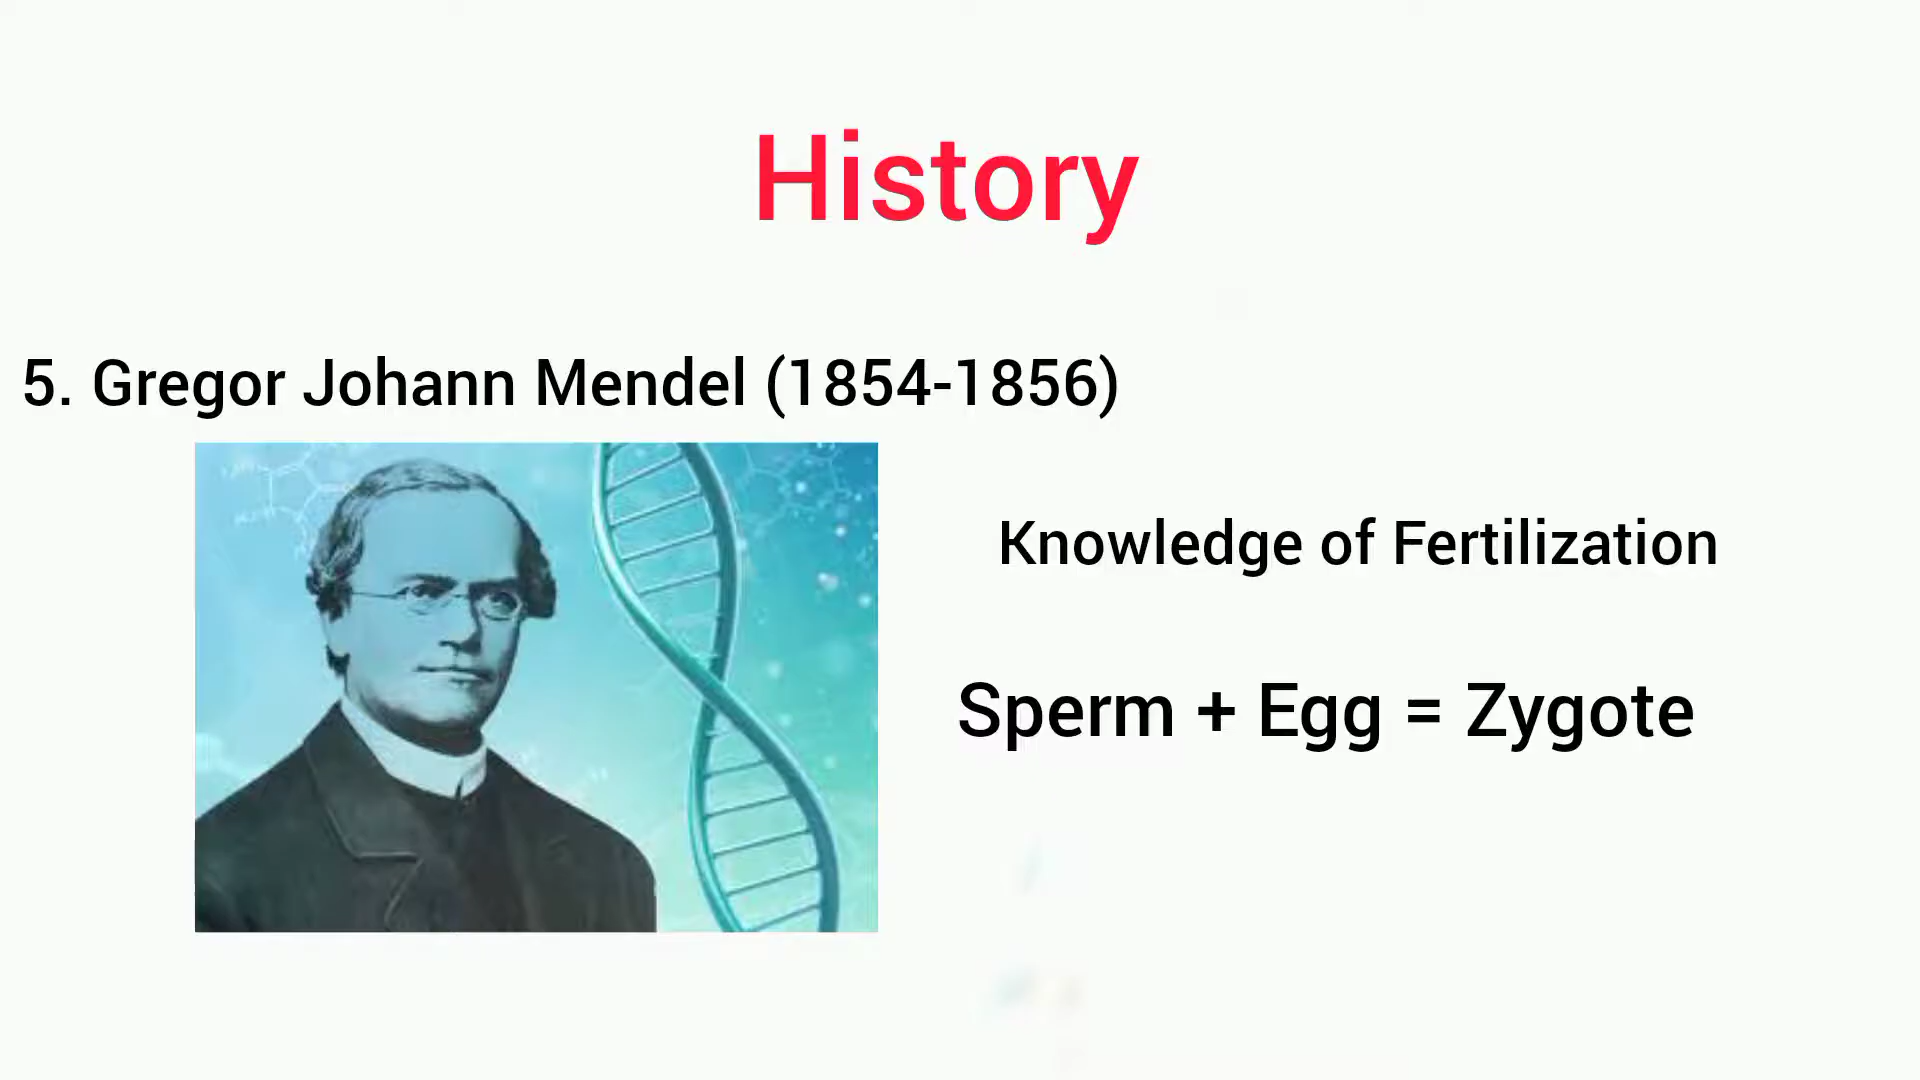 History
5. Gregor Johann Mendel (1854-1856)
Knowledge of Fertilization
Sperm + Egg = Zygote